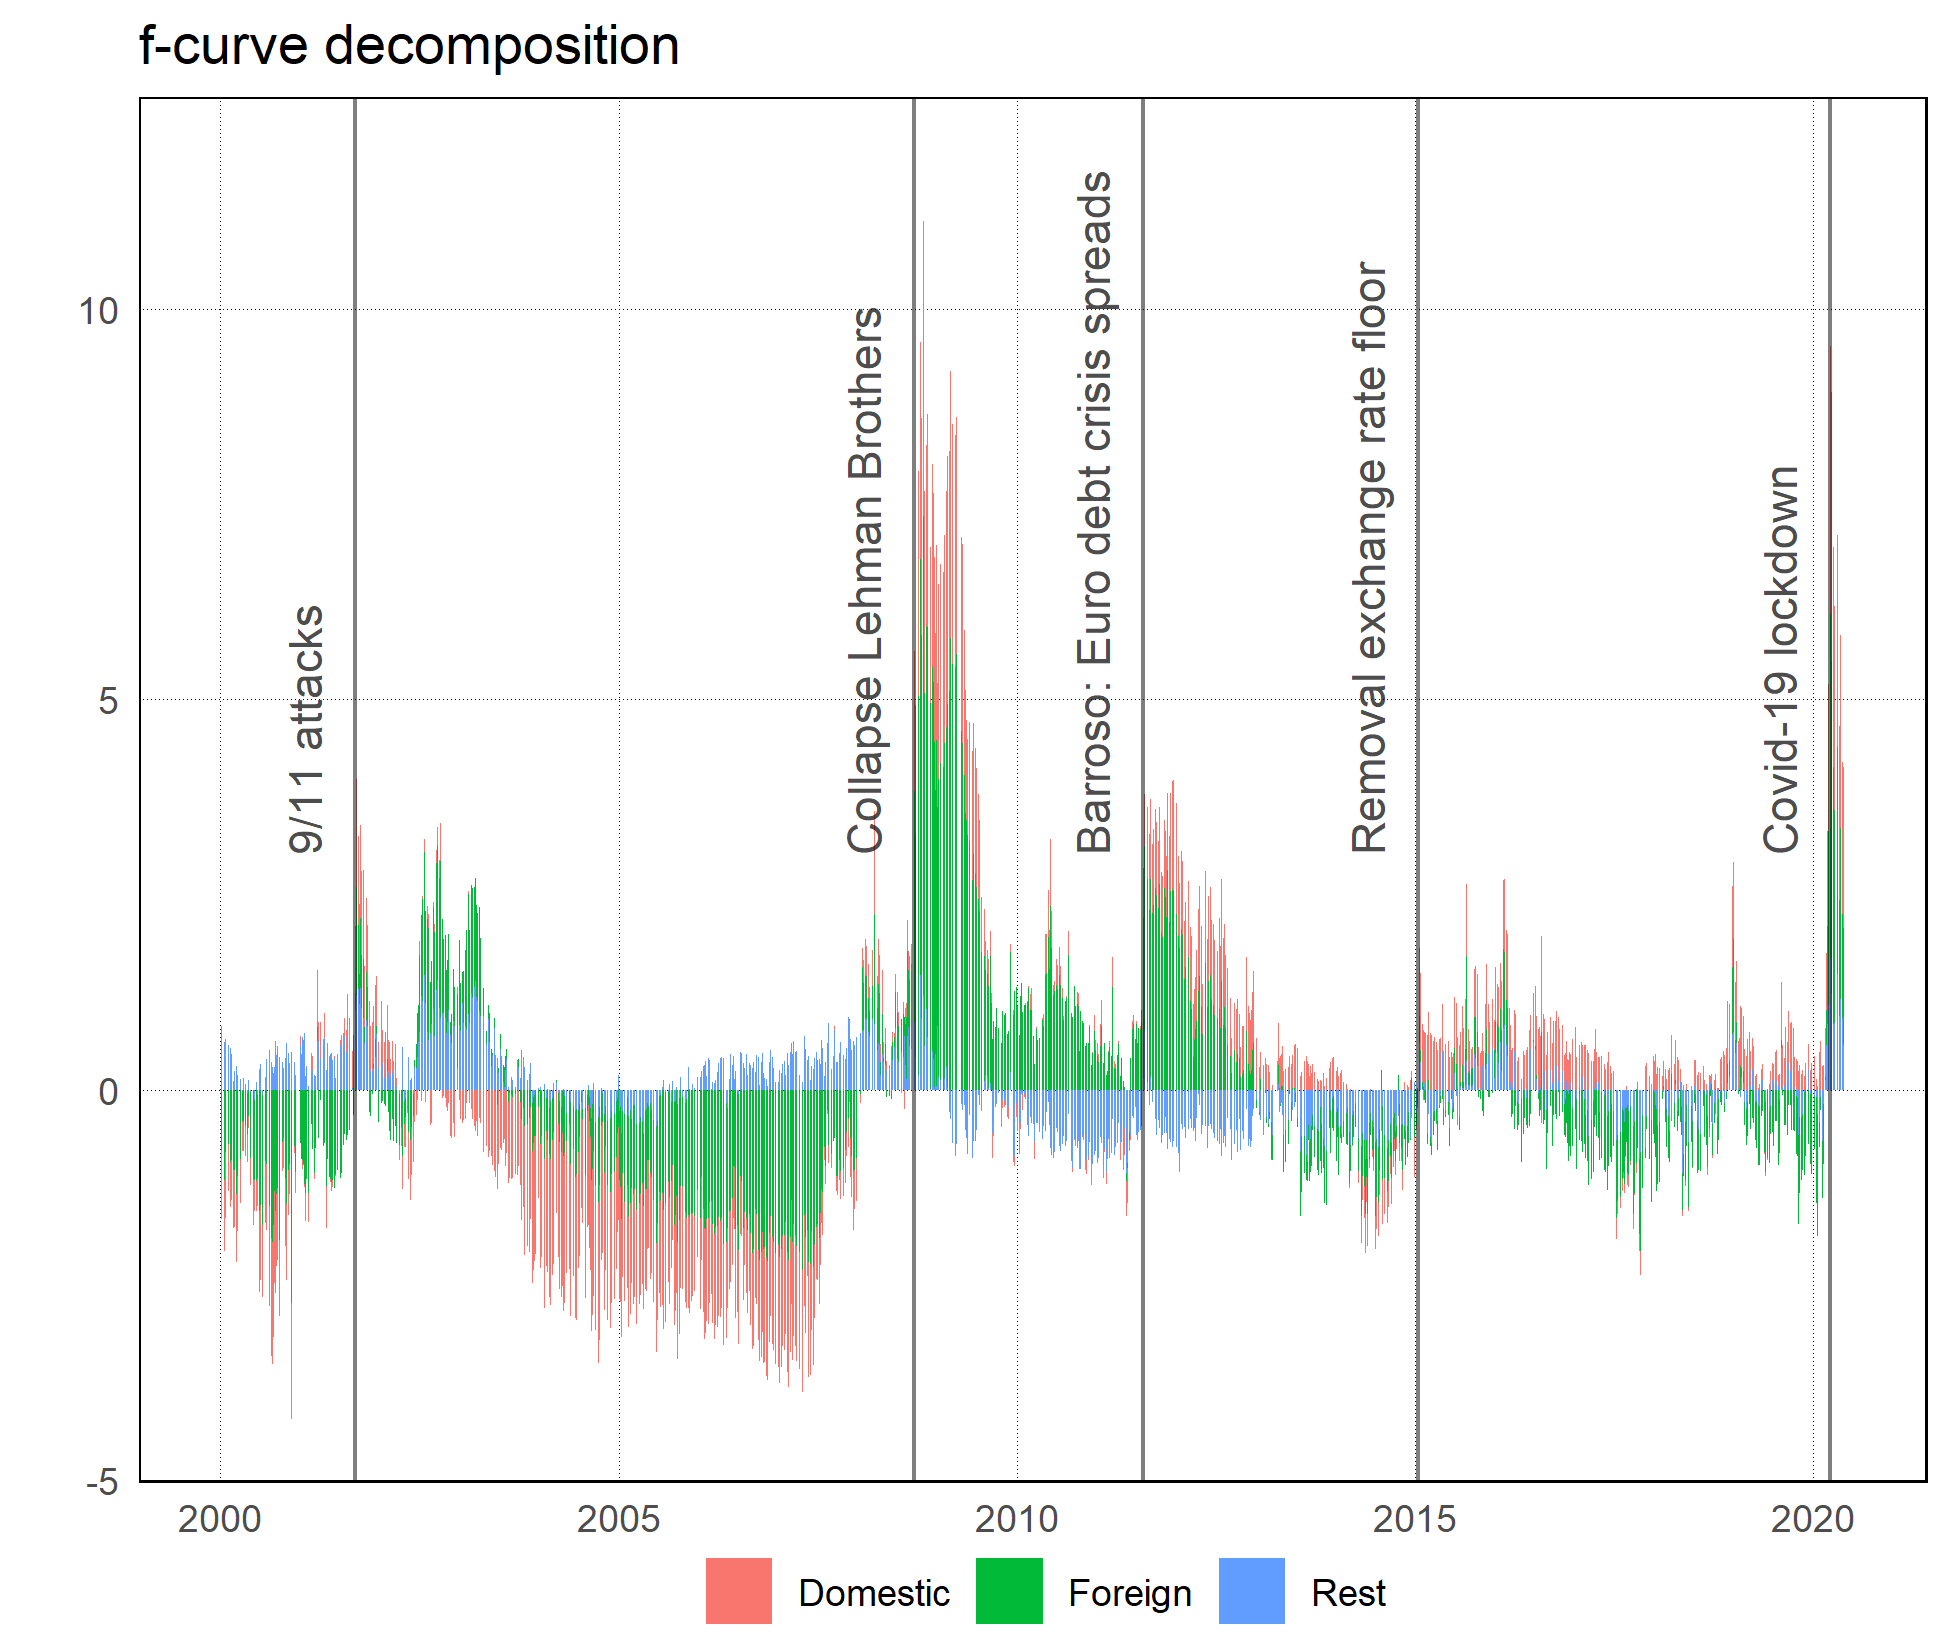 f-curve decomposition
10
5
0
-5
9/11 attacks
Collapse Lehman Brothers
Barroso: Euro debt crisis spreads
Removal exchange rate floor
Covid-19 lockdown
2000 2005 2010 2015 2020
Domestic Foreign Rest